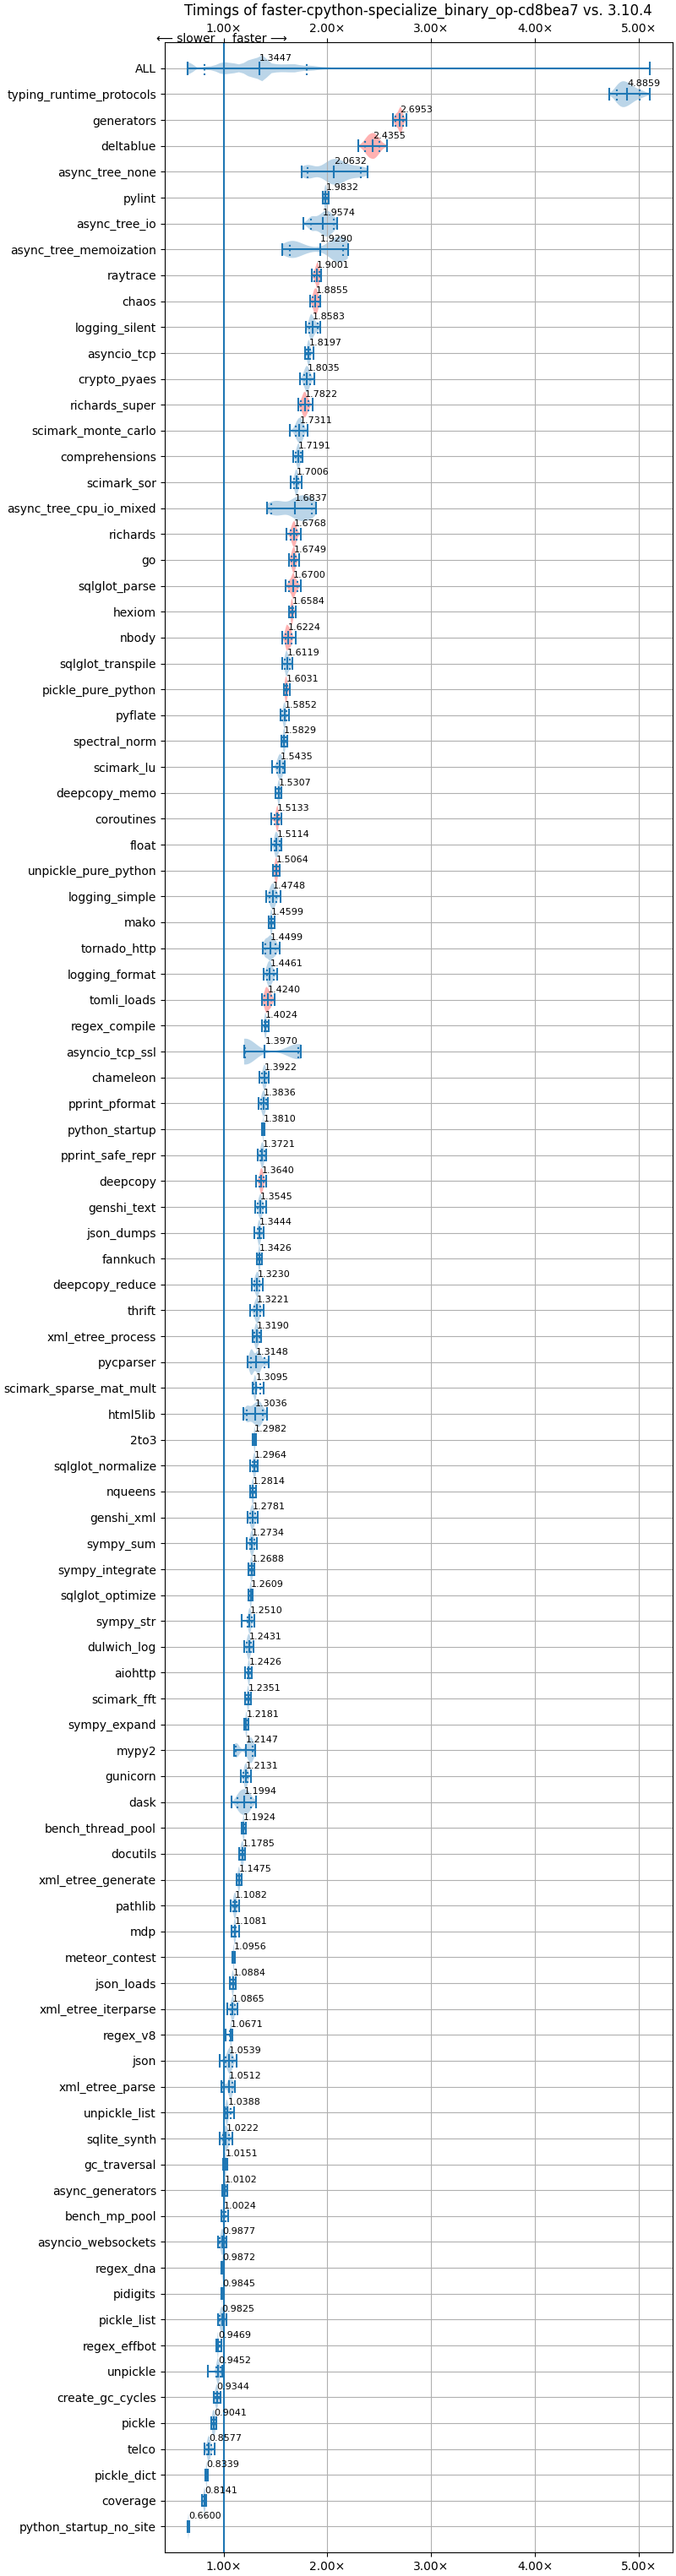 Timings of faster-cpython-specialize_binary_op-cd8bea7 vs. 3.10.4
1.00× 2.00× 3.00× 4.00× 5.00×
⟵ slower faster ⟶
ALL 1.3447
typing_runtime_protocols 4.8859
generators 2.6953
deltablue 2.4355
async_tree_none 2.0632
pylint 1.9832
async_tree_io 1.9574
async_tree_memoization 1.9290
raytrace 1.9001
chaos 1.8855
logging_silent 1.8583
asyncio_tcp 1.8197
crypto_pyaes 1.8035
richards_super 1.7822
scimark_monte_carlo 1.7311
comprehensions 1.7191
scimark_sor 1.7006
async_tree_cpu_io_mixed 1.6837
richards 1.6768
go 1.6749
sqlglot_parse 1.6700
hexiom 1.6584
nbody 1.6224
sqlglot_transpile 1.6119
pickle_pure_python 1.6031
pyflate 1.5852
spectral_norm 1.5829
scimark_lu 1.5435
deepcopy_memo 1.5307
coroutines 1.5133
float 1.5114
unpickle_pure_python 1.5064
logging_simple 1.4748
mako 1.4599
tornado_http 1.4499
logging_format 1.4461
tomli_loads 1.4240
regex_compile 1.4024
asyncio_tcp_ssl 1.3970
chameleon 1.3922
pprint_pformat 1.3836
python_startup 1.3810
pprint_safe_repr 1.3721
deepcopy 1.3640
genshi_text 1.3545
json_dumps 1.3444
fannkuch 1.3426
deepcopy_reduce 1.3230
thrift 1.3221
xml_etree_process 1.3190
pycparser 1.3148
scimark_sparse_mat_mult 1.3095
html5lib 1.3036
2to3 1.2982
sqlglot_normalize 1.2964
nqueens 1.2814
genshi_xml 1.2781
sympy_sum 1.2734
sympy_integrate 1.2688
sqlglot_optimize 1.2609
sympy_str 1.2510
dulwich_log 1.2431
aiohttp 1.2426
scimark_fft 1.2351
sympy_expand 1.2181
mypy2 1.2147
gunicorn 1.2131
dask 1.1994
bench_thread_pool 1.1924
docutils 1.1785
xml_etree_generate 1.1475
pathlib 1.1082
mdp 1.1081
meteor_contest 1.0956
json_loads 1.0884
xml_etree_iterparse 1.0865
regex_v8 1.0671
json 1.0539
xml_etree_parse 1.0512
unpickle_list 1.0388
sqlite_synth 1.0222
gc_traversal 1.0151
async_generators 1.0102
bench_mp_pool 1.0024
asyncio_websockets 0.9877
regex_dna 0.9872
pidigits 0.9845
pickle_list 0.9825
regex_effbot 0.9469
unpickle 0.9452
create_gc_cycles 0.9344
pickle 0.9041
telco 0.8577
pickle_dict 0.8339
coverage 0.8141
python_startup_no_site 0.6600
1.00× 2.00× 3.00× 4.00× 5.00×